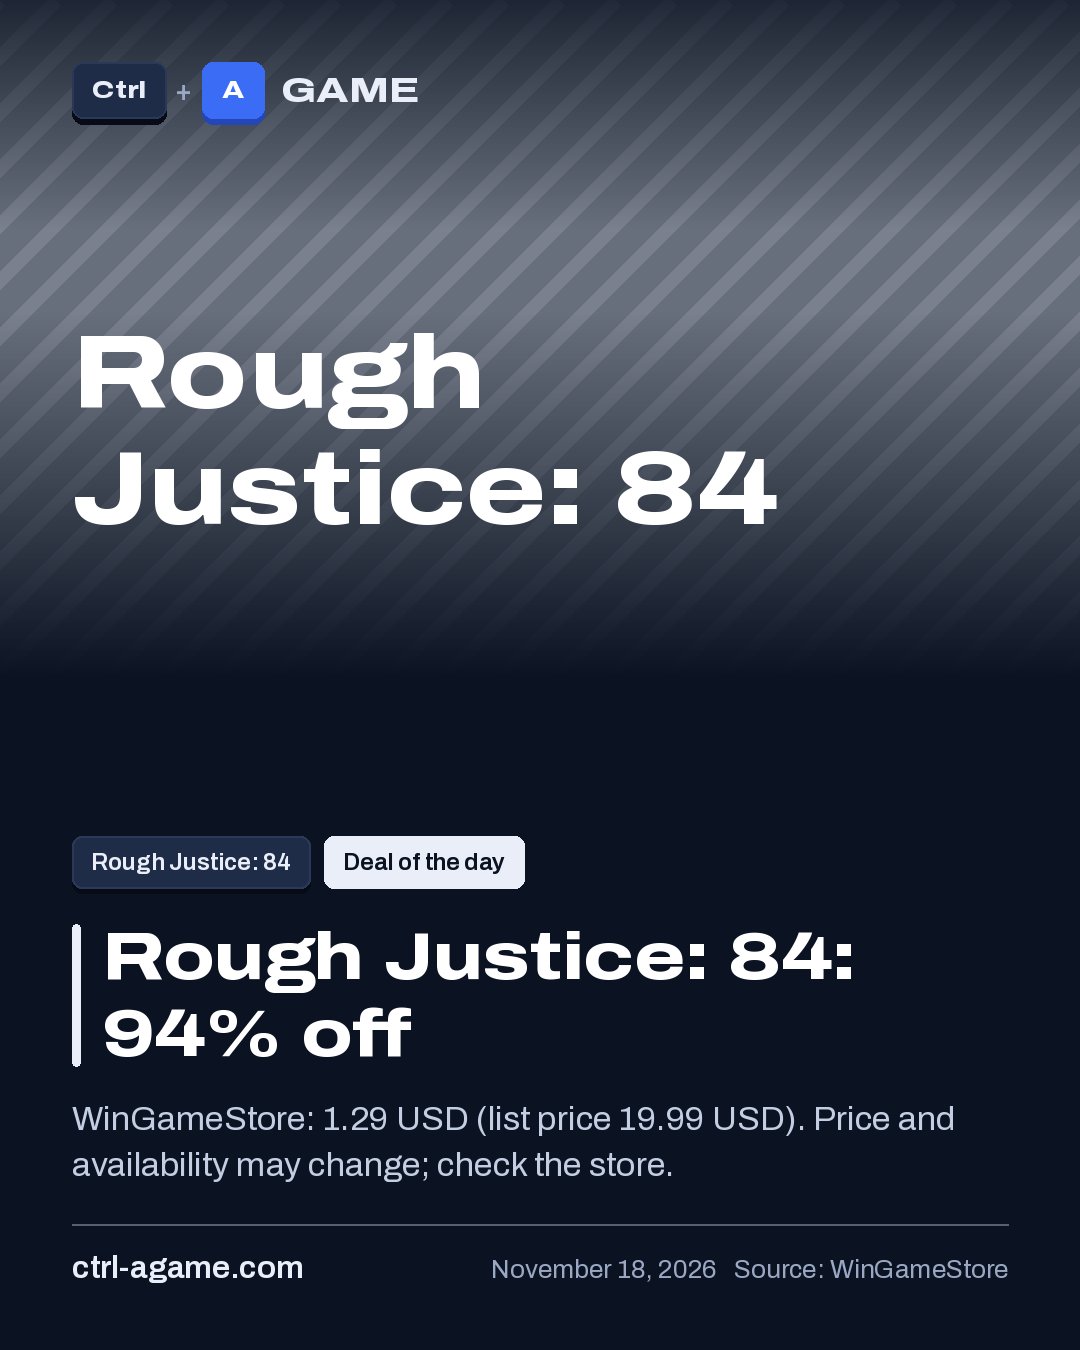 Ctrl + A GAME
Rough
Justice: 84
Rough Justice: 84 Deal of the day
Rough Justice: 84:
94% off
WinGameStore: 1.29 USD (list price 19.99 USD). Price and
availability may change; check the store.
ctrl-agame.com November 18, 2026 Source: WinGameStore